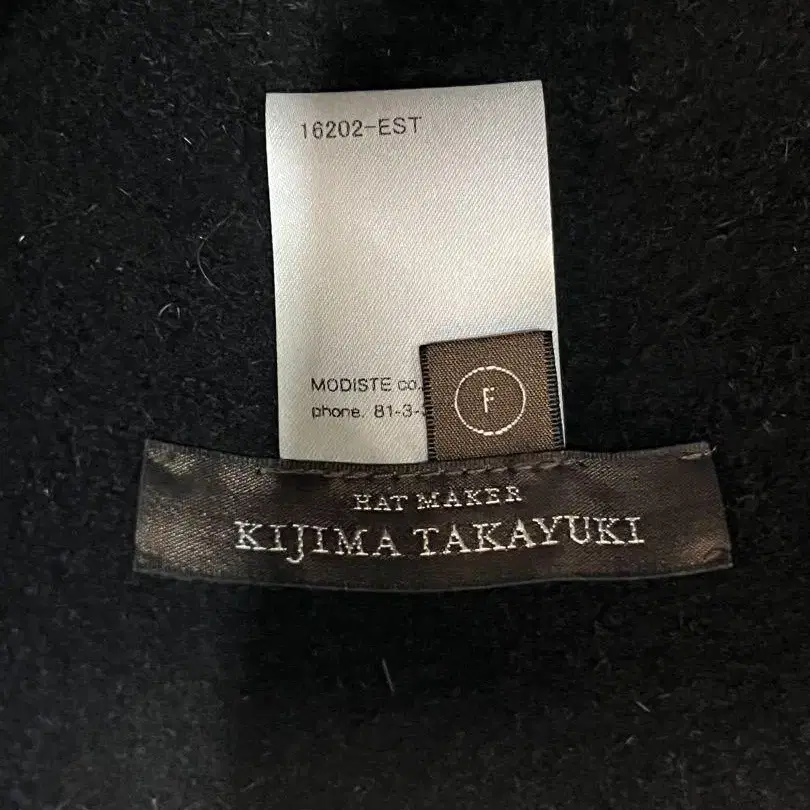 16202-EST
MODISTE co.
phone. 81-3-
F
HAT MAKER
KIJIMA TAKAYUKI